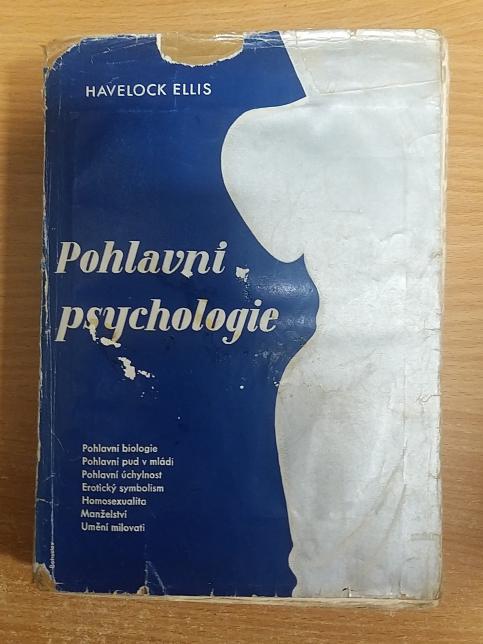 HAVELOCK ELLIS
Pohlavní
psychologie
Pohlavní biologie
Pohlavní pud v mládí
Pohlavní úchylnost
Erotický symbolism
Homosexualita
Manželství
Umění milovati